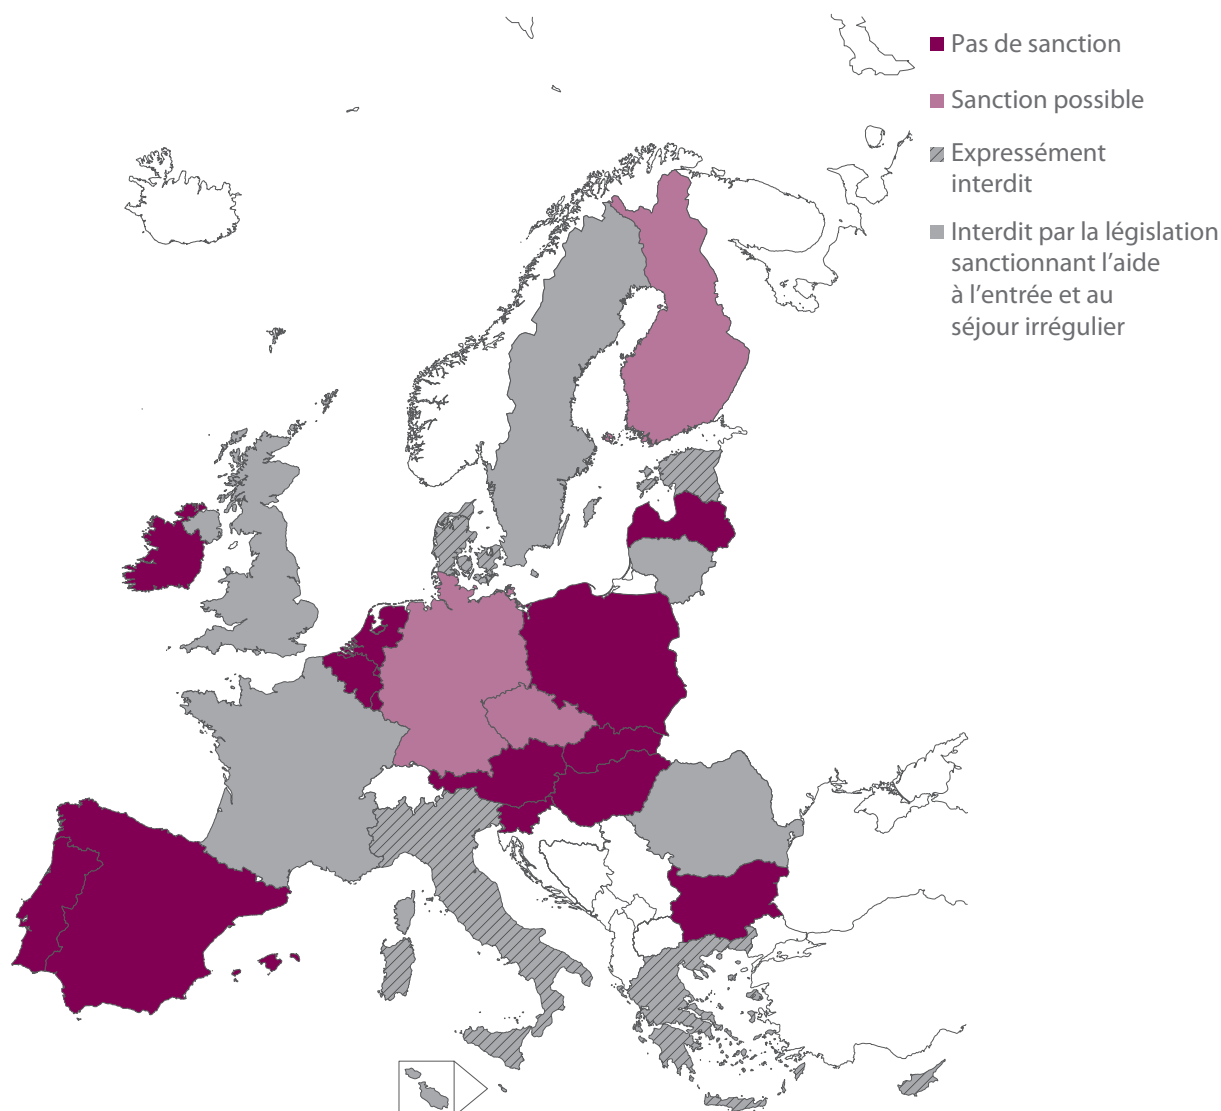 Pas de sanction
Sanction possible
Expressément
interdit
Interdit par la législation
sanctionnant l’aide
à l’entrée et au
séjour irrégulier